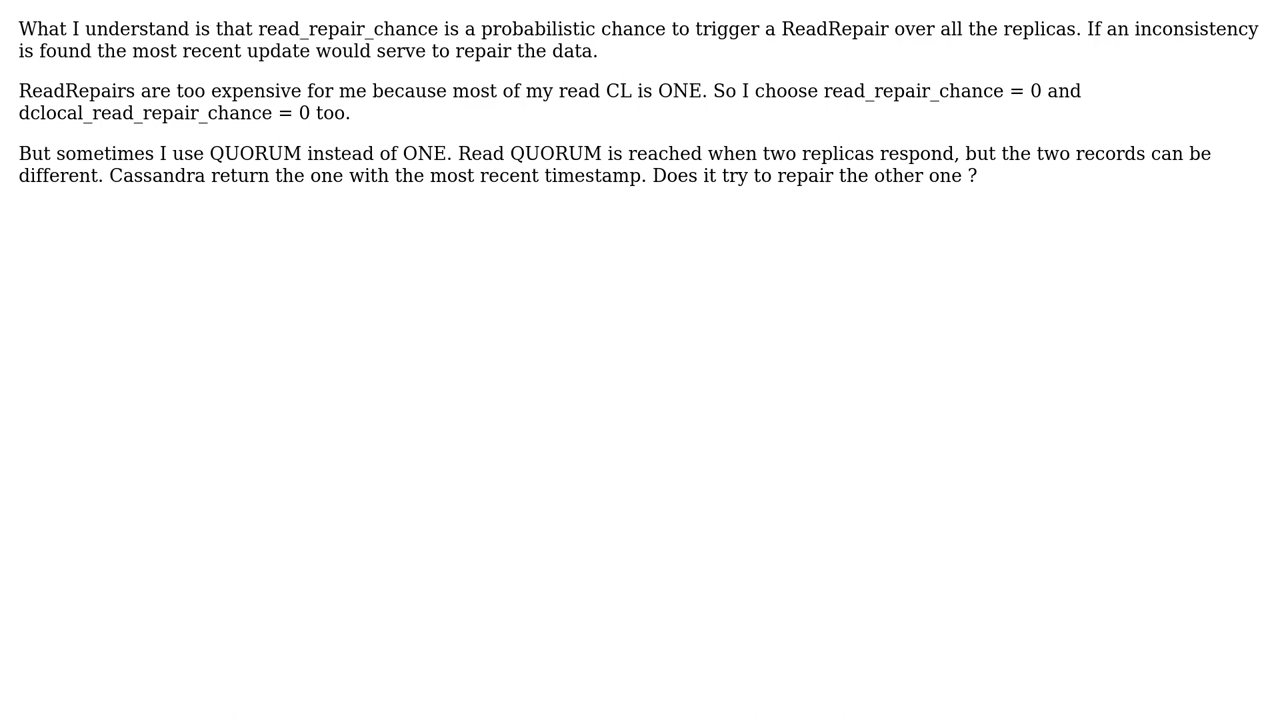 What I understand is that read_repair_chance is a probabilistic chance to trigger a ReadRepair over all the replicas. If an inconsistency
is found the most recent update would serve to repair the data.
ReadRepairs are too expensive for me because most of my read CL is ONE. So I choose read_repair_chance = 0 and
dclocal_read_repair_chance = 0 too.
But sometimes I use QUORUM instead of ONE. Read QUORUM is reached when two replicas respond, but the two records can be
different. Cassandra return the one with the most recent timestamp. Does it try to repair the other one ?